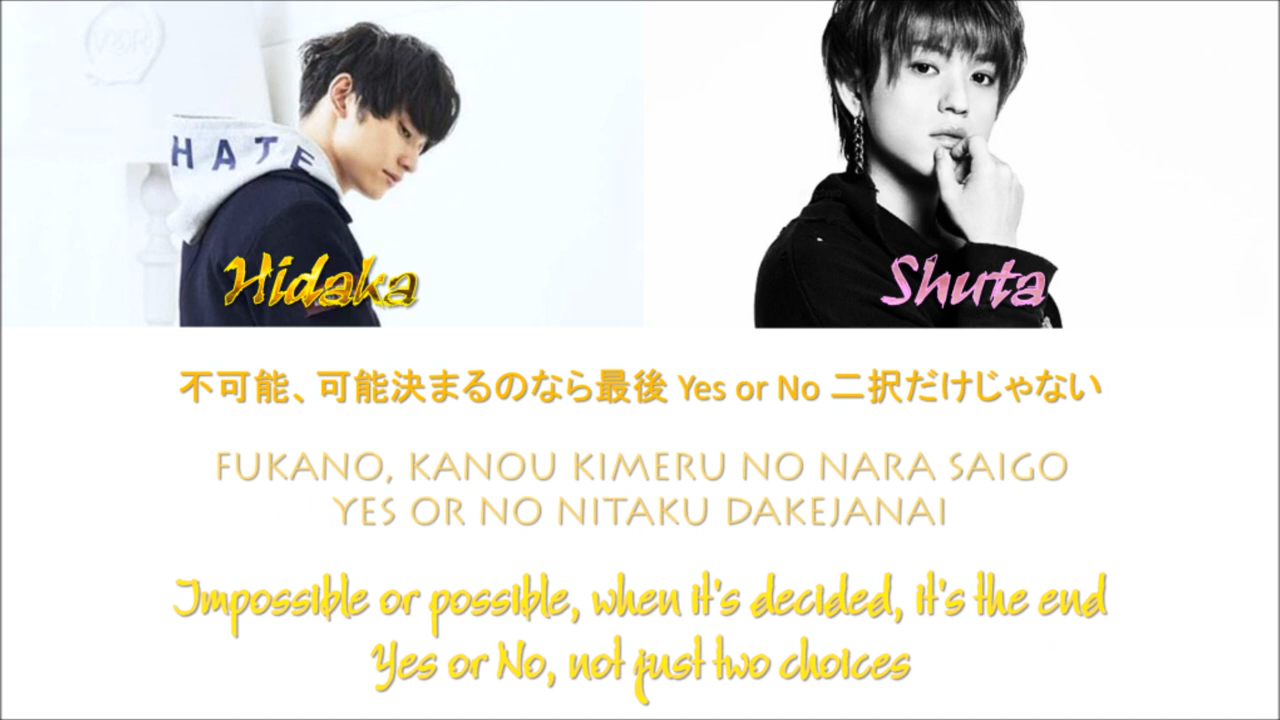 HATE
Hidaka
Shuta
不可能、可能決まるのなら最後 Yes or No 二択だけじゃない
FUKANO, KANOU KIMERU NO NARA SAIGO
YES OR NO NITAKU DAKEJANAI
Impossible or possible, when it's decided, it's the end
Yes or No, not just two choices